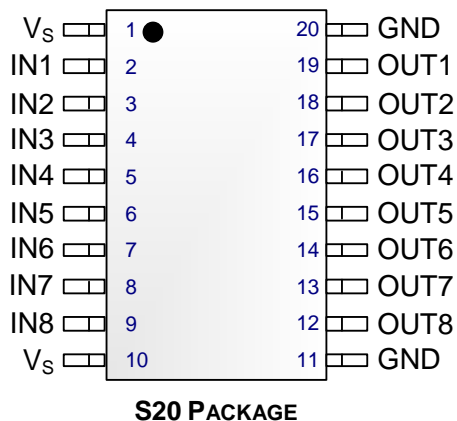 V_S 1 20 GND
IN1 2 19 OUT1
IN2 3 18 OUT2
IN3 4 17 OUT3
IN4 5 16 OUT4
IN5 6 15 OUT5
IN6 7 14 OUT6
IN7 8 13 OUT7
IN8 9 12 OUT8
V_S 10 11 GND
S20 PACKAGE